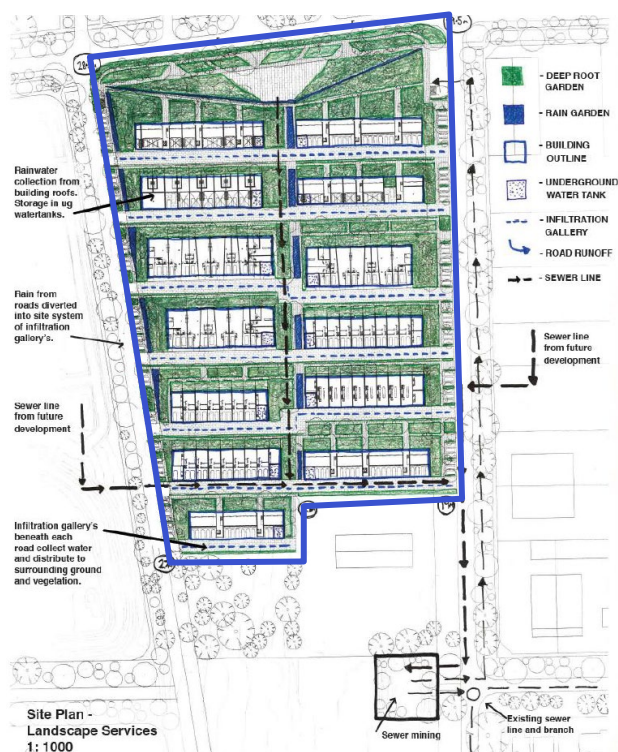 - DEEP ROOT
GARDEN
- RAIN GARDEN
- BUILDING
OUTLINE
- UNDERGROUND
WATER TANK
- INFILTRATION
GALLERY
- ROAD RUNOFF
- SEWER LINE
Rainwater
collection from
building roofs.
Storage in ug
watertanks.
Rain from
roads diverted
into site system
of infiltration
gallery's.
Sewer line
from future
development
Sewer line
from future
development
Infiltration gallery's
beneath each
road collect water
and distribute to
surrounding ground
and vegetation.
Site Plan -
Landscape Services
1: 1000
Sewer mining
Existing sewer
line and branch